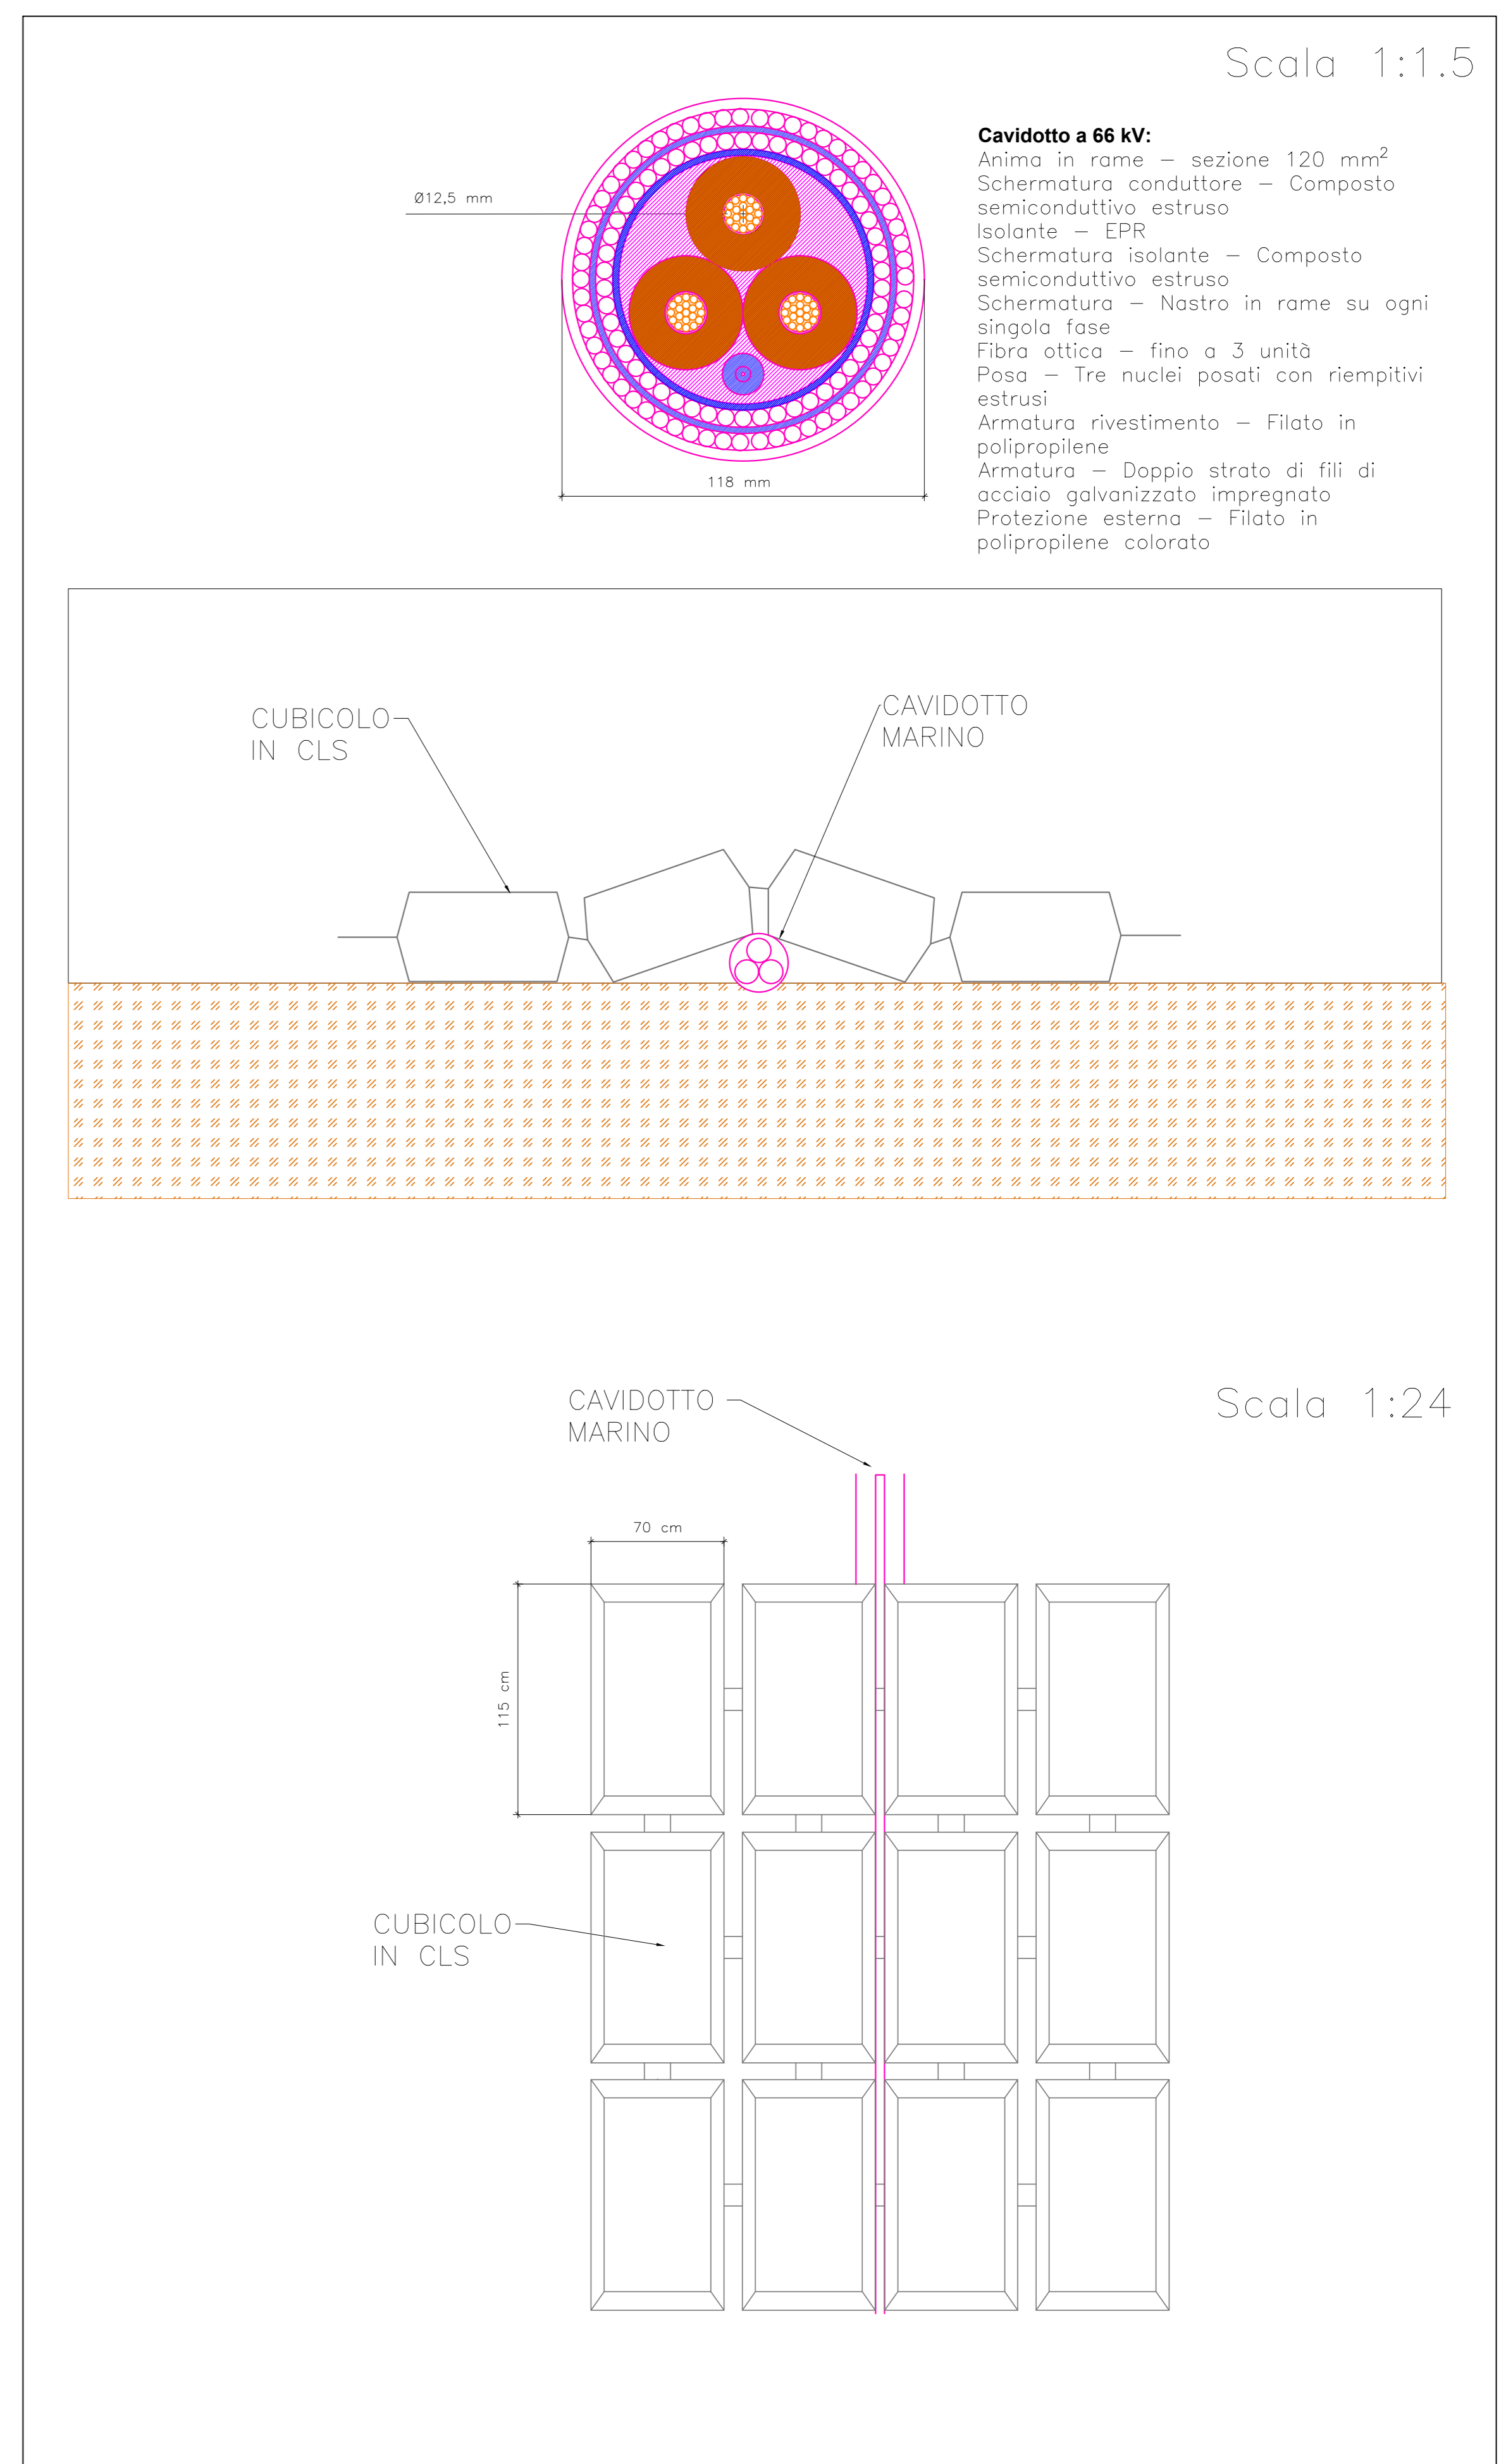 Scala 1:1.5
Cavidotto a 66 kV:
Anima in rame – sezione 120 mm²
Schermatura conduttore – Composto
semiconduttivo estruso
Isolante – EPR
Schermatura isolante – Composto
semiconduttivo estruso
Schermatura – Nastro in rame su ogni
singola fase
Fibra ottica – fino a 3 unità
Posa – Tre nuclei posati con riempitivi
estrusi
Armatura rivestimento – Filato in
polipropilene
Armatura – Doppio strato di fili di
acciaio galvanizzato impregnato
Protezione esterna – Filato in
polipropilene colorato
Ø12,5 mm
118 mm
CUBICOLO
IN CLS
CAVIDOTTO
MARINO
Scala 1:24
CAVIDOTTO
MARINO
70 cm
115 cm
CUBICOLO
IN CLS